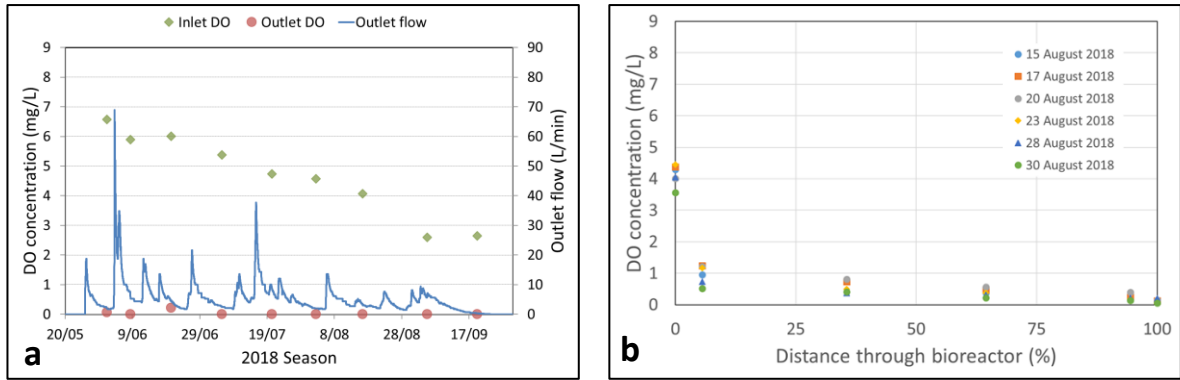 Inlet DO Outlet DO Outlet flow
9 90
8 80
7 70
6 60
5 50
4 40
3 30
2 20
1 10
0 0
DO concentration (mg/L)
Outlet flow (L/min)
20/05 9/06 29/06 19/07 8/08 28/08 17/09
2018 Season
a
9
8
7
6
5
4
3
2
1
0
DO concentration (mg/L)
15 August 2018
17 August 2018
20 August 2018
23 August 2018
28 August 2018
30 August 2018
0 25 50 75 100
Distance through bioreactor (%)
b